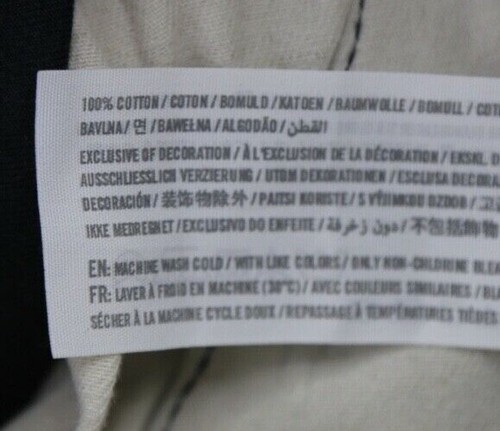 100% COTTON / COTON / BOMULD / KATOEN / BAUMWOLLE / BOMULL / COT
BAVLNA / 면 / BAWEŁNA / ALGODÃO / القطن
EXCLUSIVE OF DECORATION / À L'EXCLUSION DE LA DÉCORATION / EKSKL. D
AUSSCHLIESSLICH VERZIERUNG / UTOM DEKORATIONEN / ESCLUSA DECORA
DECORACIÓN / 装饰物除外 / PAITSI KORISTE / S VÝJIMKOU OZDOB / 고
IKKE MEDREGNET / EXCLUSIVO DO ENFEITE / بدون زخرفة / 不包括飾物
EN: MACHINE WASH COLD / WITH LIKE COLORS / ONLY NON-CHLORINE BLEA
FR: LAVER À FROID EN MACHINE (30°C) / AVEC COULEURS SIMILAIRES / BL
SÉCHER À LA MACHINE CYCLE DOUX / REPASSAGE À TEMPÉRATURES TIÈDES